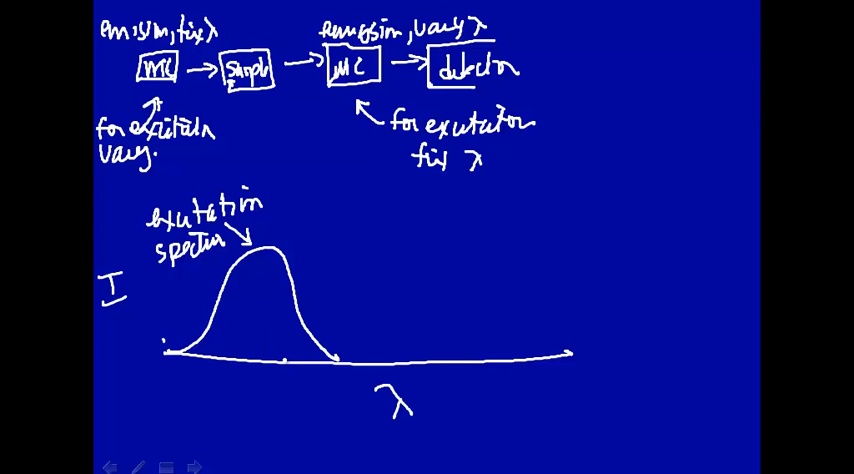 emission, fix λ
emission, vary λ
MC → Sample → MC → detector
for excitation
vary.
for excitation
fix λ
excitation
spectrum
I
λ